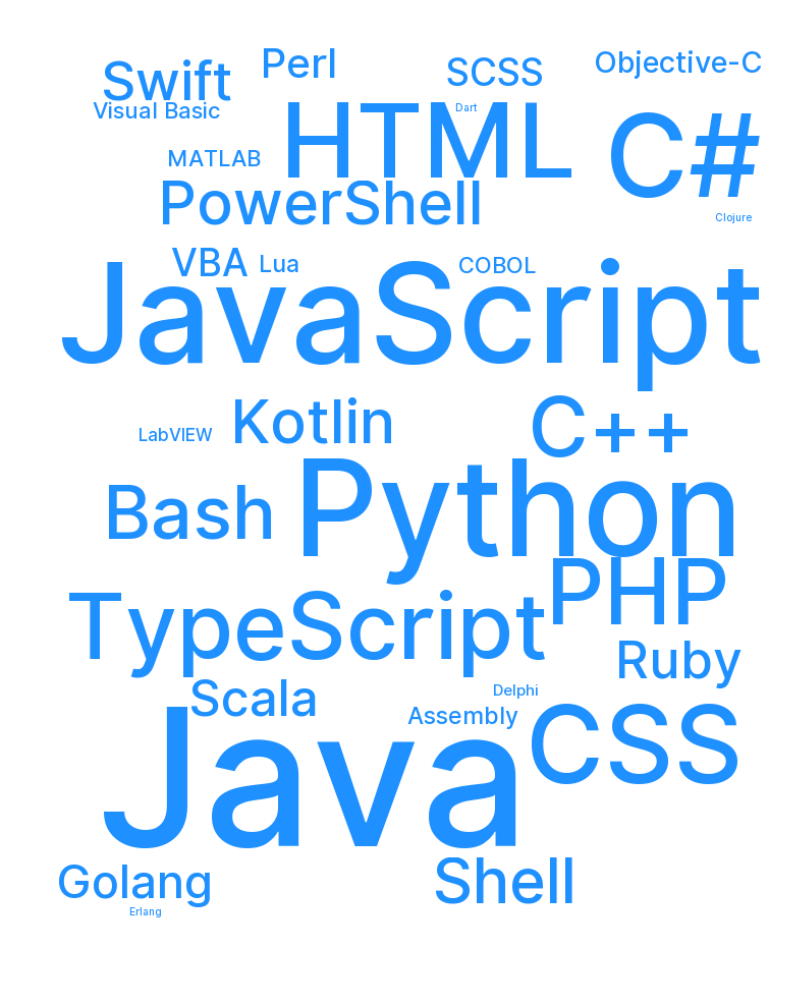 Perl
SCSS
Objective-C
Swift
Visual Basic
Dart
HTML
C#
MATLAB
PowerShell
Clojure
VBA
Lua
COBOL
JavaScript
Kotlin
C++
LabVIEW
Python
Bash
PHP
TypeScript
Ruby
Scala
Delphi
Assembly
CSS
Java
Golang
Shell
Erlang